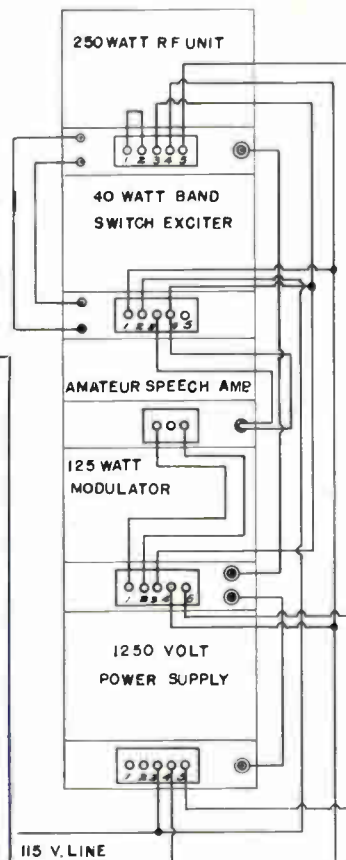 250 WATT R F UNIT
1 2 3 4 5
40 WATT BAND
SWITCH EXCITER
1 2 3 4 5
AMATEUR SPEECH AMP.
125 WATT
MODULATOR
1 2 3 4 5
1250 VOLT
POWER SUPPLY
1 2 3 4 5
115 V. LINE